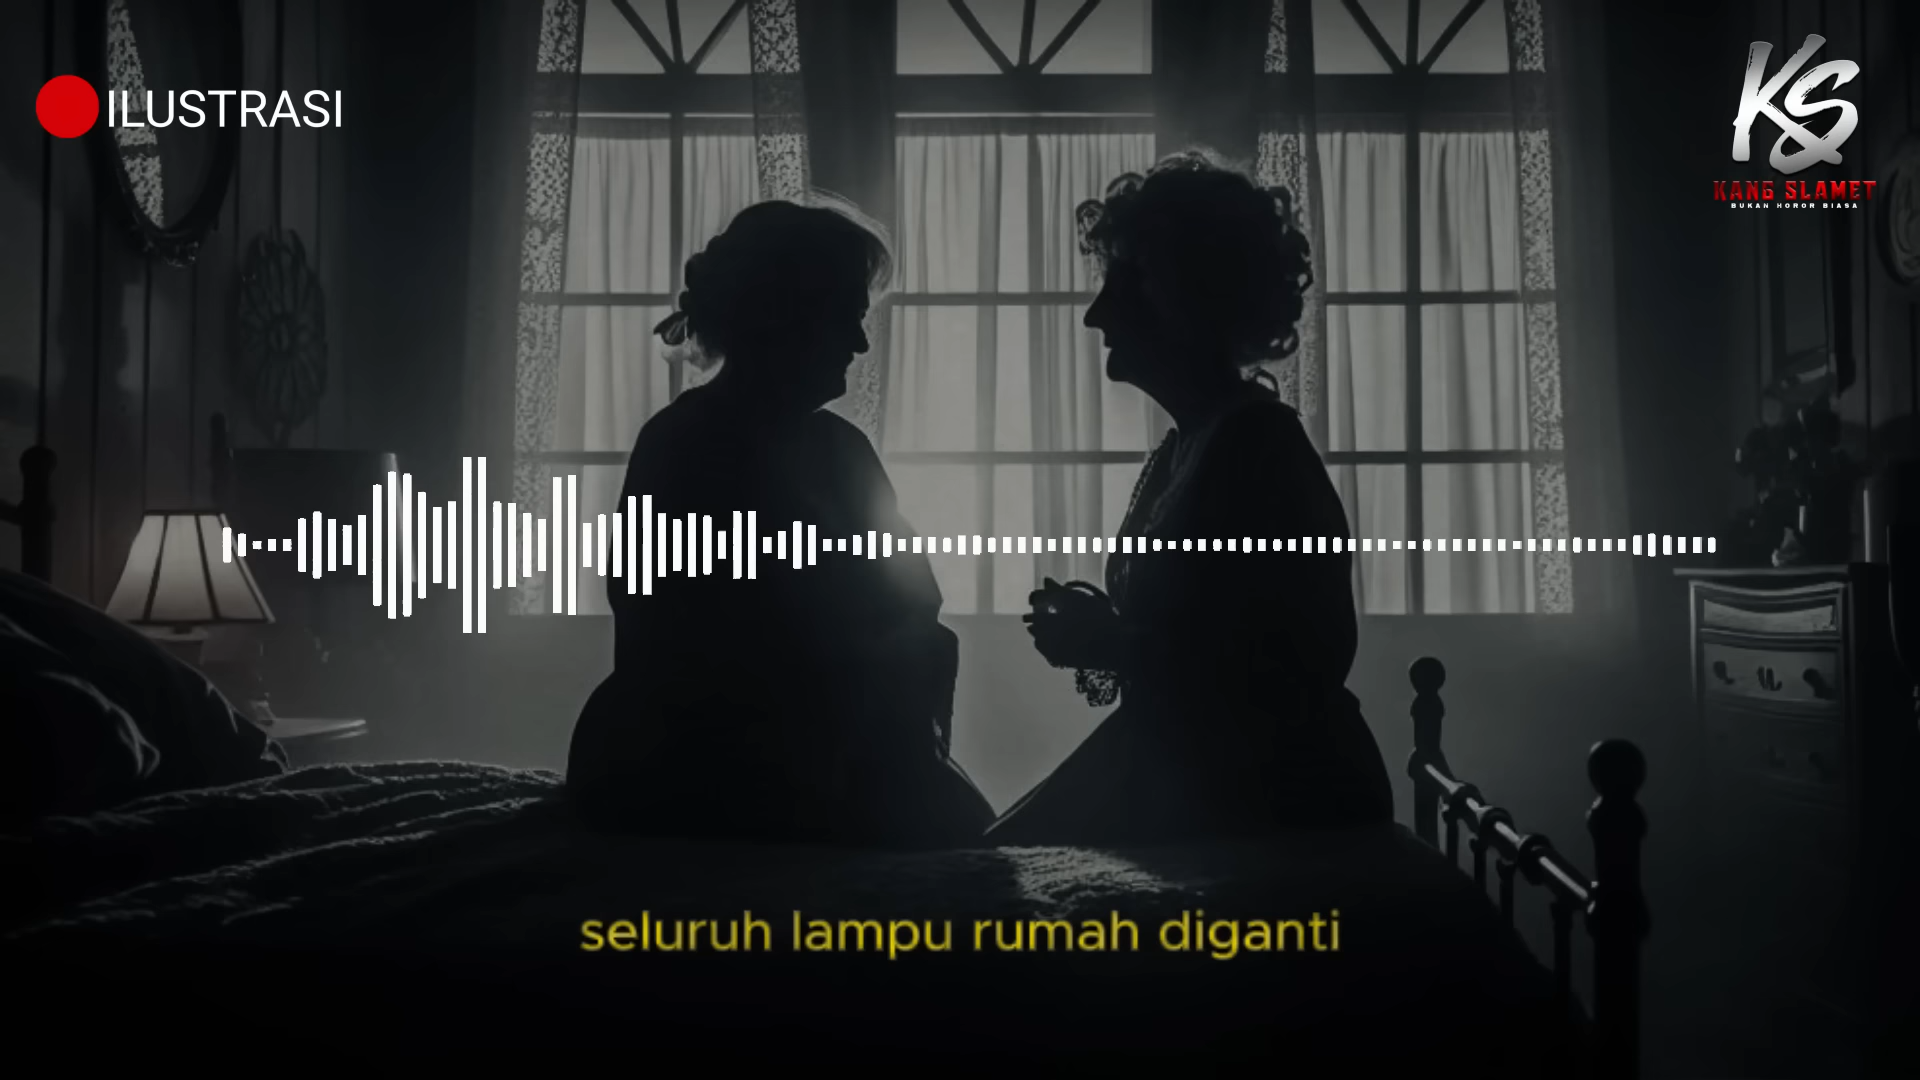 ILUSTRASI
KS
KANG SLAMET
BUKAN HOROR BIASA
seluruh lampu rumah diganti